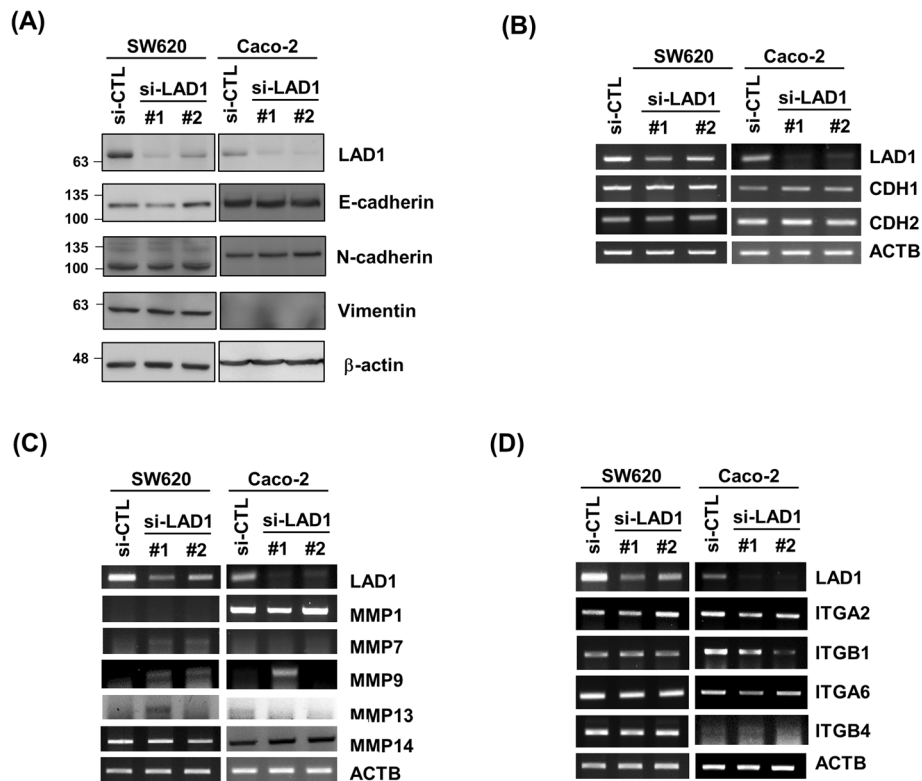 (A)
SW620 Caco-2
si-CTL si-LAD1 si-CTL si-LAD1
#1 #2 #1 #2
63 LAD1
135
100 E-cadherin
135
100 N-cadherin
63 Vimentin
48 β-actin
(B)
SW620 Caco-2
si-CTL si-LAD1 si-CTL si-LAD1
#1 #2 #1 #2
LAD1
CDH1
CDH2
ACTB
(C)
SW620 Caco-2
si-CTL si-LAD1 si-CTL si-LAD1
#1 #2 #1 #2
LAD1
MMP1
MMP7
MMP9
MMP13
MMP14
ACTB
(D)
SW620 Caco-2
si-CTL si-LAD1 si-CTL si-LAD1
#1 #2 #1 #2
LAD1
ITGA2
ITGB1
ITGA6
ITGB4
ACTB